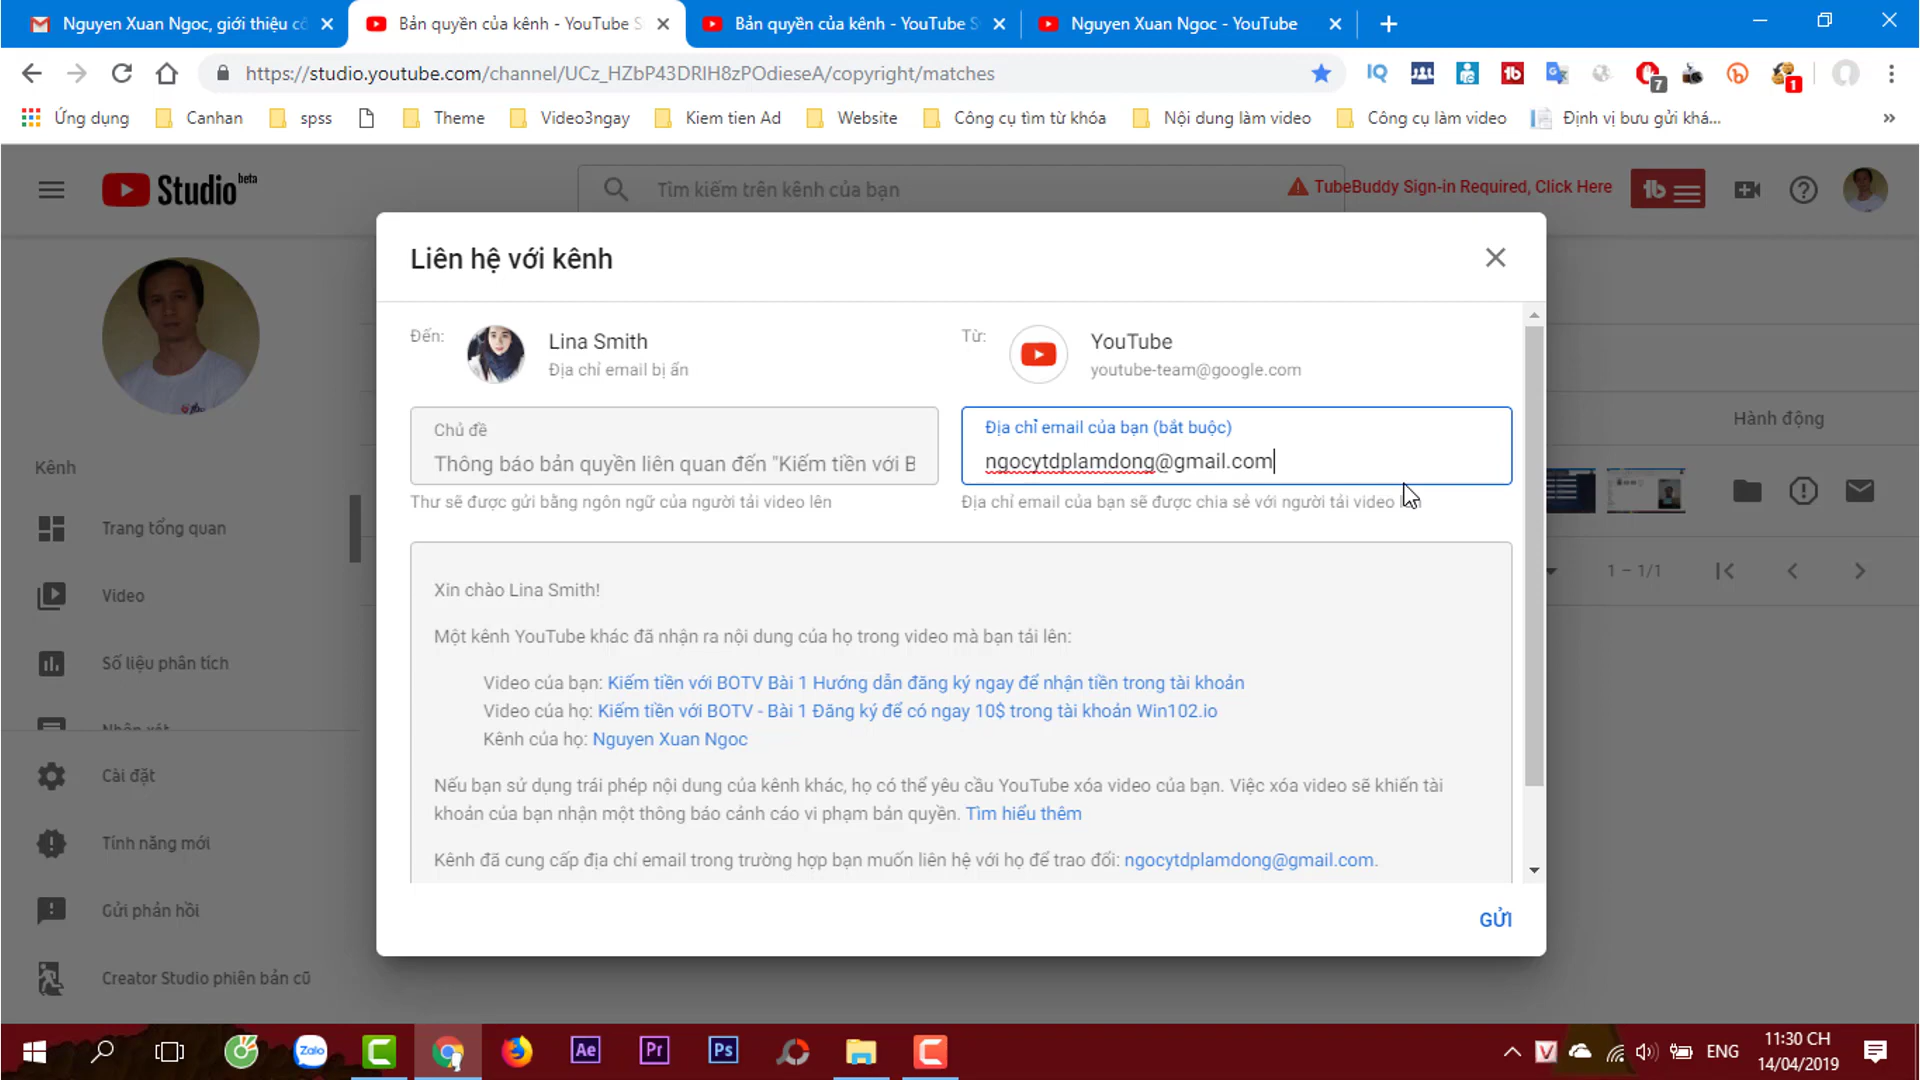 Nguyen Xuan Ngoc, giới thiệu cô
Bản quyền của kênh - YouTube S
Bản quyền của kênh - YouTube S
Nguyen Xuan Ngoc - YouTube
https://studio.youtube.com/channel/UCz_HZbP43DRlH8zPOdieseA/copyright/matches
IQ
7
1
Ứng dụng
Canhan
spss
Theme
Video3ngay
Kiem tien Ad
Website
Công cụ tìm từ khóa
Nội dung làm video
Công cụ làm video
Định vị bưu gửi khá...
»
Studio beta
Tìm kiếm trên kênh của bạn
TubeBuddy Sign-in Required, Click Here
Liên hệ với kênh
Đến:
Lina Smith
Địa chỉ email bị ẩn
Từ:
YouTube
youtube-team@google.com
Chủ đề
Thông báo bản quyền liên quan đến "Kiếm tiền với B
Thư sẽ được gửi bằng ngôn ngữ của người tải video lên
Địa chỉ email của bạn (bắt buộc)
ngocytdplamdong@gmail.com
Địa chỉ email của bạn sẽ được chia sẻ với người tải video lên
Xin chào Lina Smith!
Một kênh YouTube khác đã nhận ra nội dung của họ trong video mà bạn tải lên:
Video của bạn: Kiếm tiền với BOTV Bài 1 Hướng dẫn đăng ký ngay để nhận tiền trong tài khoản
Video của họ: Kiếm tiền với BOTV - Bài 1 Đăng ký để có ngay 10$ trong tài khoản Win102.io
Kênh của họ: Nguyen Xuan Ngoc
Nếu bạn sử dụng trái phép nội dung của kênh khác, họ có thể yêu cầu YouTube xóa video của bạn. Việc xóa video sẽ khiến tài
khoản của bạn nhận một thông báo cảnh cáo vi phạm bản quyền. Tìm hiểu thêm
Kênh đã cung cấp địa chỉ email trong trường hợp bạn muốn liên hệ với họ để trao đổi: ngocytdplamdong@gmail.com.
GỬI
Hành động
1 – 1/1
Kênh
Trang tổng quan
Video
Số liệu phân tích
Nhận xét
Cài đặt
Tính năng mới
Gửi phản hồi
Creator Studio phiên bản cũ
Zalo
Ae
Pr
Ps
ENG
11:30 CH
14/04/2019